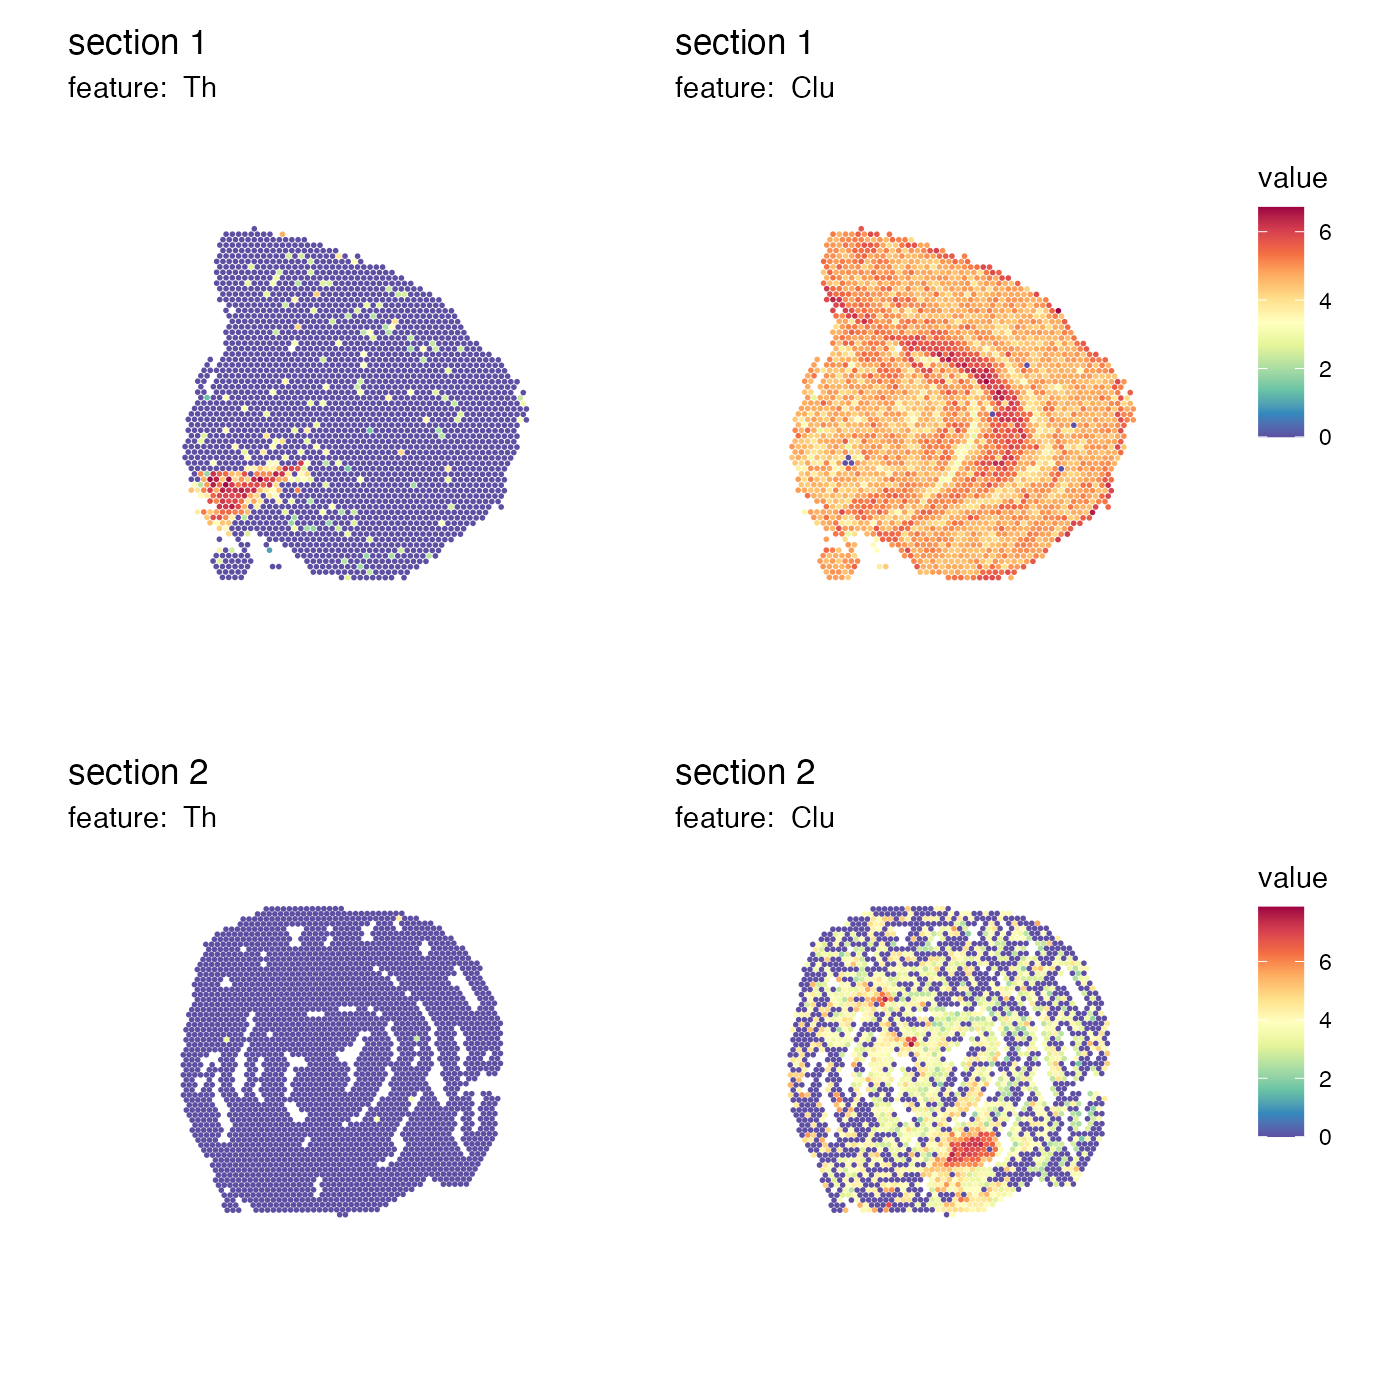 section 1
feature:  Th
section 1
feature:  Clu
value
6
4
2
0
section 2
feature:  Th
section 2
feature:  Clu
value
6
4
2
0